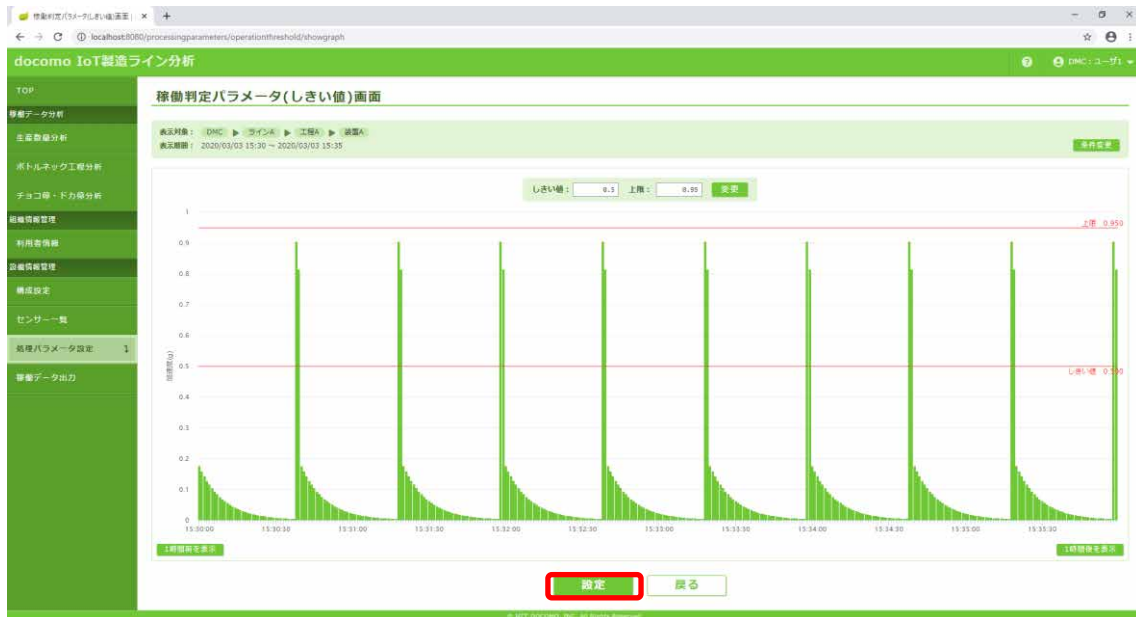 稼働判定パラメータ(しきい値)画面
localhost:8080/processingparameters/operationthreshold/showgraph
docomo IoT製造ライン分析
DMC:ユーザ1
TOP
稼働データ分析
生産数量分析
ボトルネック工程分析
チョコ停・ドカ停分析
組織情報管理
利用者情報
設備情報管理
構成設定
センサー一覧
処理パラメータ設定
稼働データ出力
稼働判定パラメータ(しきい値)画面
表示対象: DMC ▶ ラインA ▶ 工程A ▶ 装置A
表示期間: 2020/03/03 15:30 ～ 2020/03/03 15:35
条件変更
しきい値: 0.5 上限: 0.95 変更
1
上限 0.950
0.9
0.8
0.7
0.6
加速度(g)
0.5
しきい値 0.500
0.4
0.3
0.2
0.1
0
15:30:00 15:30:30 15:31:00 15:31:30 15:32:00 15:32:30 15:33:00 15:33:30 15:34:00 15:34:30 15:35:00 15:35:30
1時間前を表示
1時間後を表示
設定 戻る
© NTT DOCOMO, INC. All Rights Reserved.